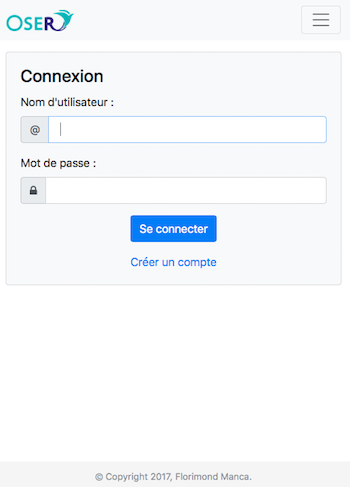 OSER
Connexion
Nom d'utilisateur :
@
Mot de passe :
Se connecter
Créer un compte
© Copyright 2017, Florimond Manca.